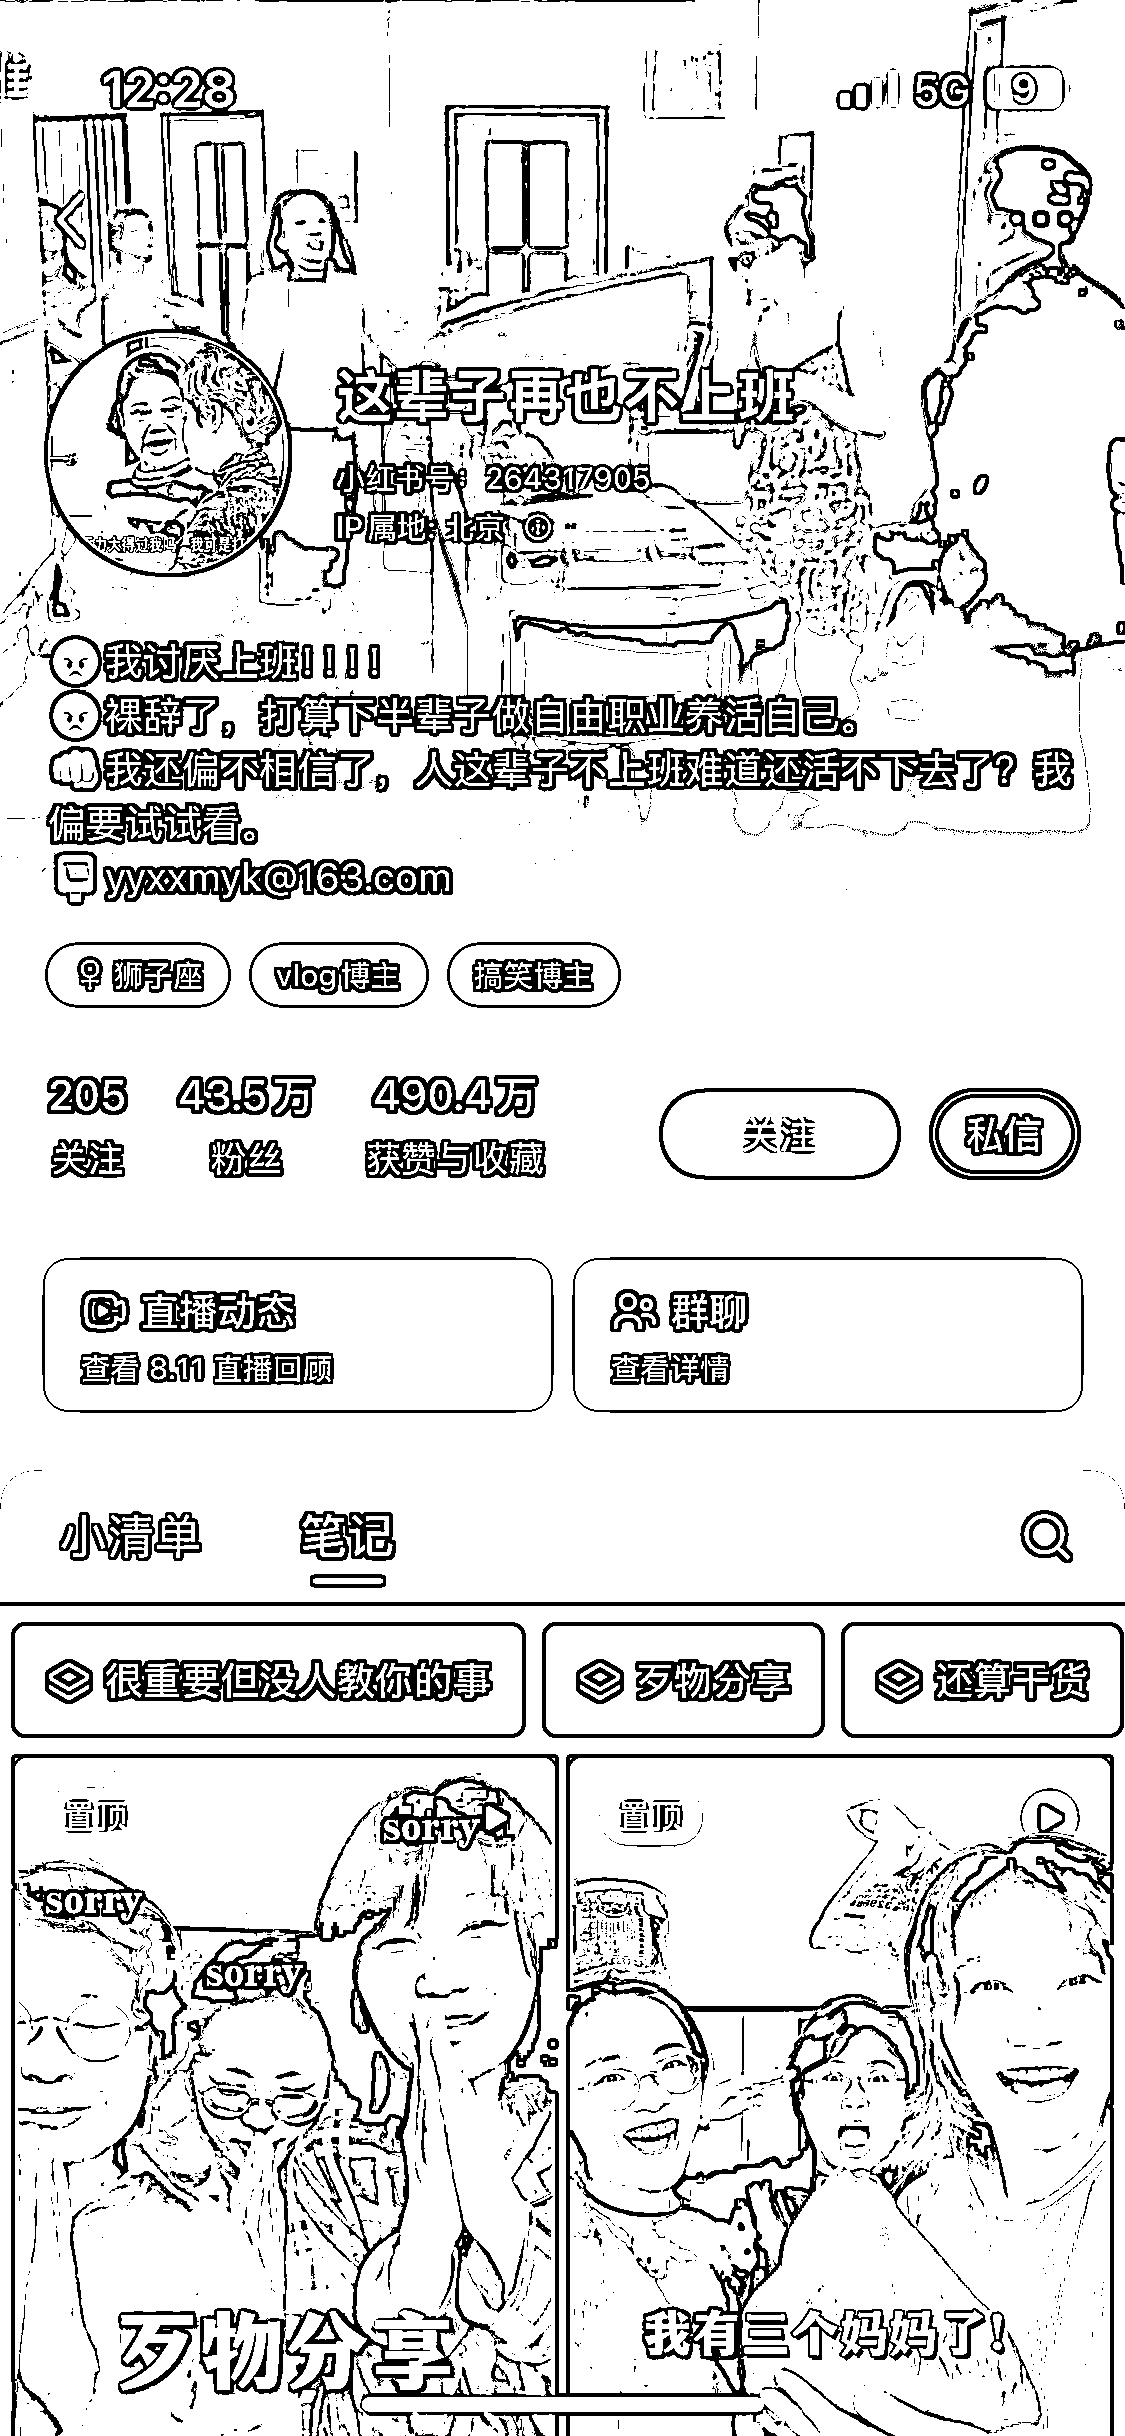 12:28 5G 9
这辈子再也不上班
小红书号：264317905
IP属地：北京
我讨厌上班！！！！
裸辞了，打算下半辈子做自由职业养活自己。
我还偏不相信了，人这辈子不上班难道还活不下去了？我
偏要试试看。
yyxxmyk@163.com
狮子座 vlog博主 搞笑博主
205 43.5万 490.4万
关注 粉丝 获赞与收藏
关注 私信
直播动态 群聊
查看 8.11 直播回顾 查看详情
小清单 笔记
很重要但没人教你的事 歹物分享 还算干货
置顶 sorry 置顶
sorry
sorry
歹物分享 我有三个妈妈了！